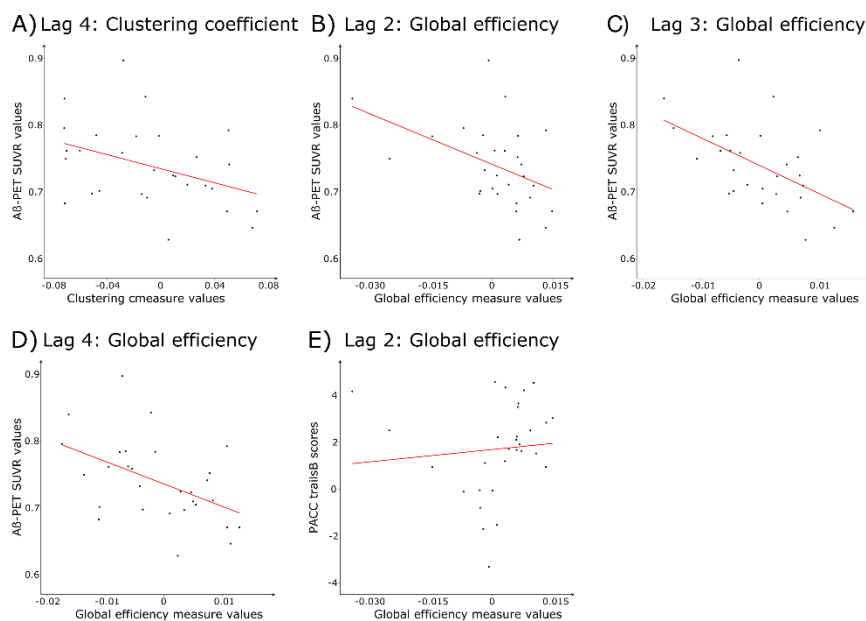 A) Lag 4: Clustering coefficient
B) Lag 2: Global efficiency
C) Lag 3: Global efficiency
0.9
0.8
0.7
0.6
Aß-PET SUVR values
-0.08
-0.04
0
0.04
0.08
Clustering cmeasure values
0.9
0.8
0.7
0.6
Aß-PET SUVR values
-0.030
-0.015
0
0.015
Global efficiency measure values
0.9
0.8
0.7
0.6
Aß-PET SUVR values
-0.02
-0.01
0
0.01
Global efficiency measure values
D) Lag 4: Global efficiency
E) Lag 2: Global efficiency
0.9
0.8
0.7
0.6
Aß-PET SUVR values
-0.02
-0.01
0
0.01
Global efficiency measure values
4
2
0
-2
-4
PACC trailsB scores
-0.030
-0.015
0
0.015
Global efficiency measure values